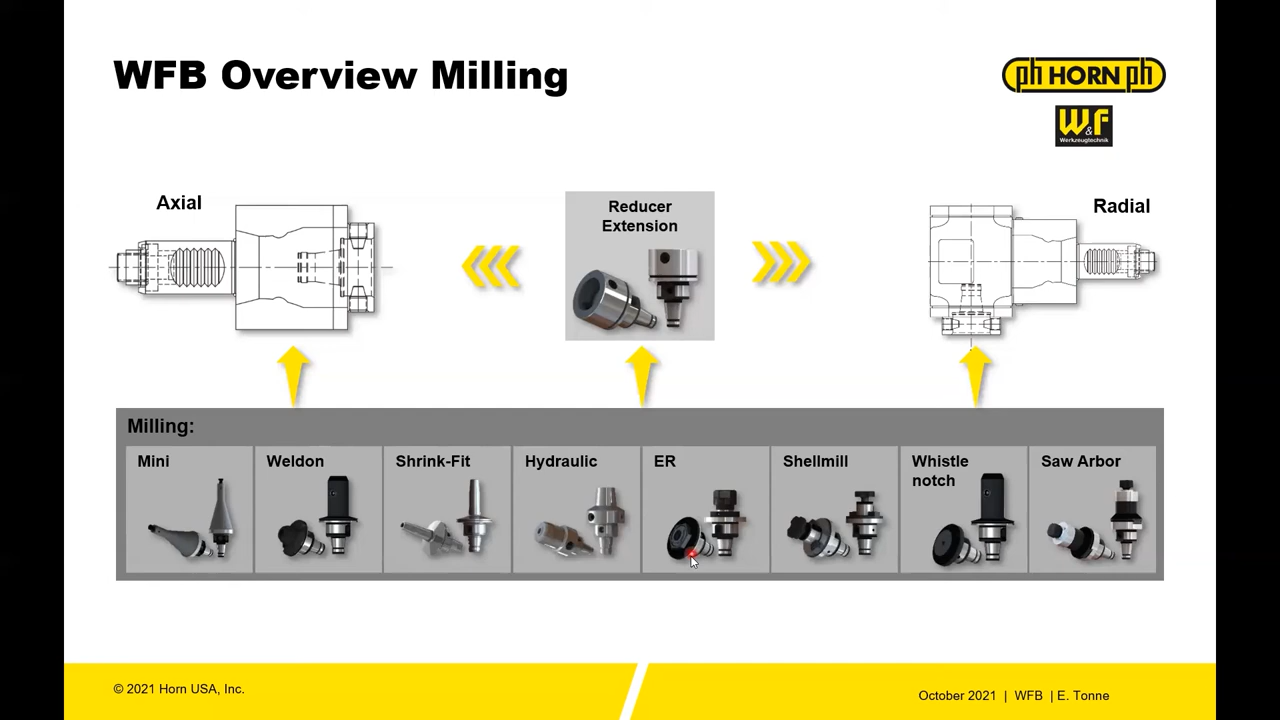 WFB Overview Milling
ph HORN ph
W&F
Werkzeugtechnik
Axial
Reducer
Extension
Radial
Milling:
Mini
Weldon
Shrink-Fit
Hydraulic
ER
Shellmill
Whistle
notch
Saw Arbor
© 2021 Horn USA, Inc.
October 2021 | WFB | E. Tonne